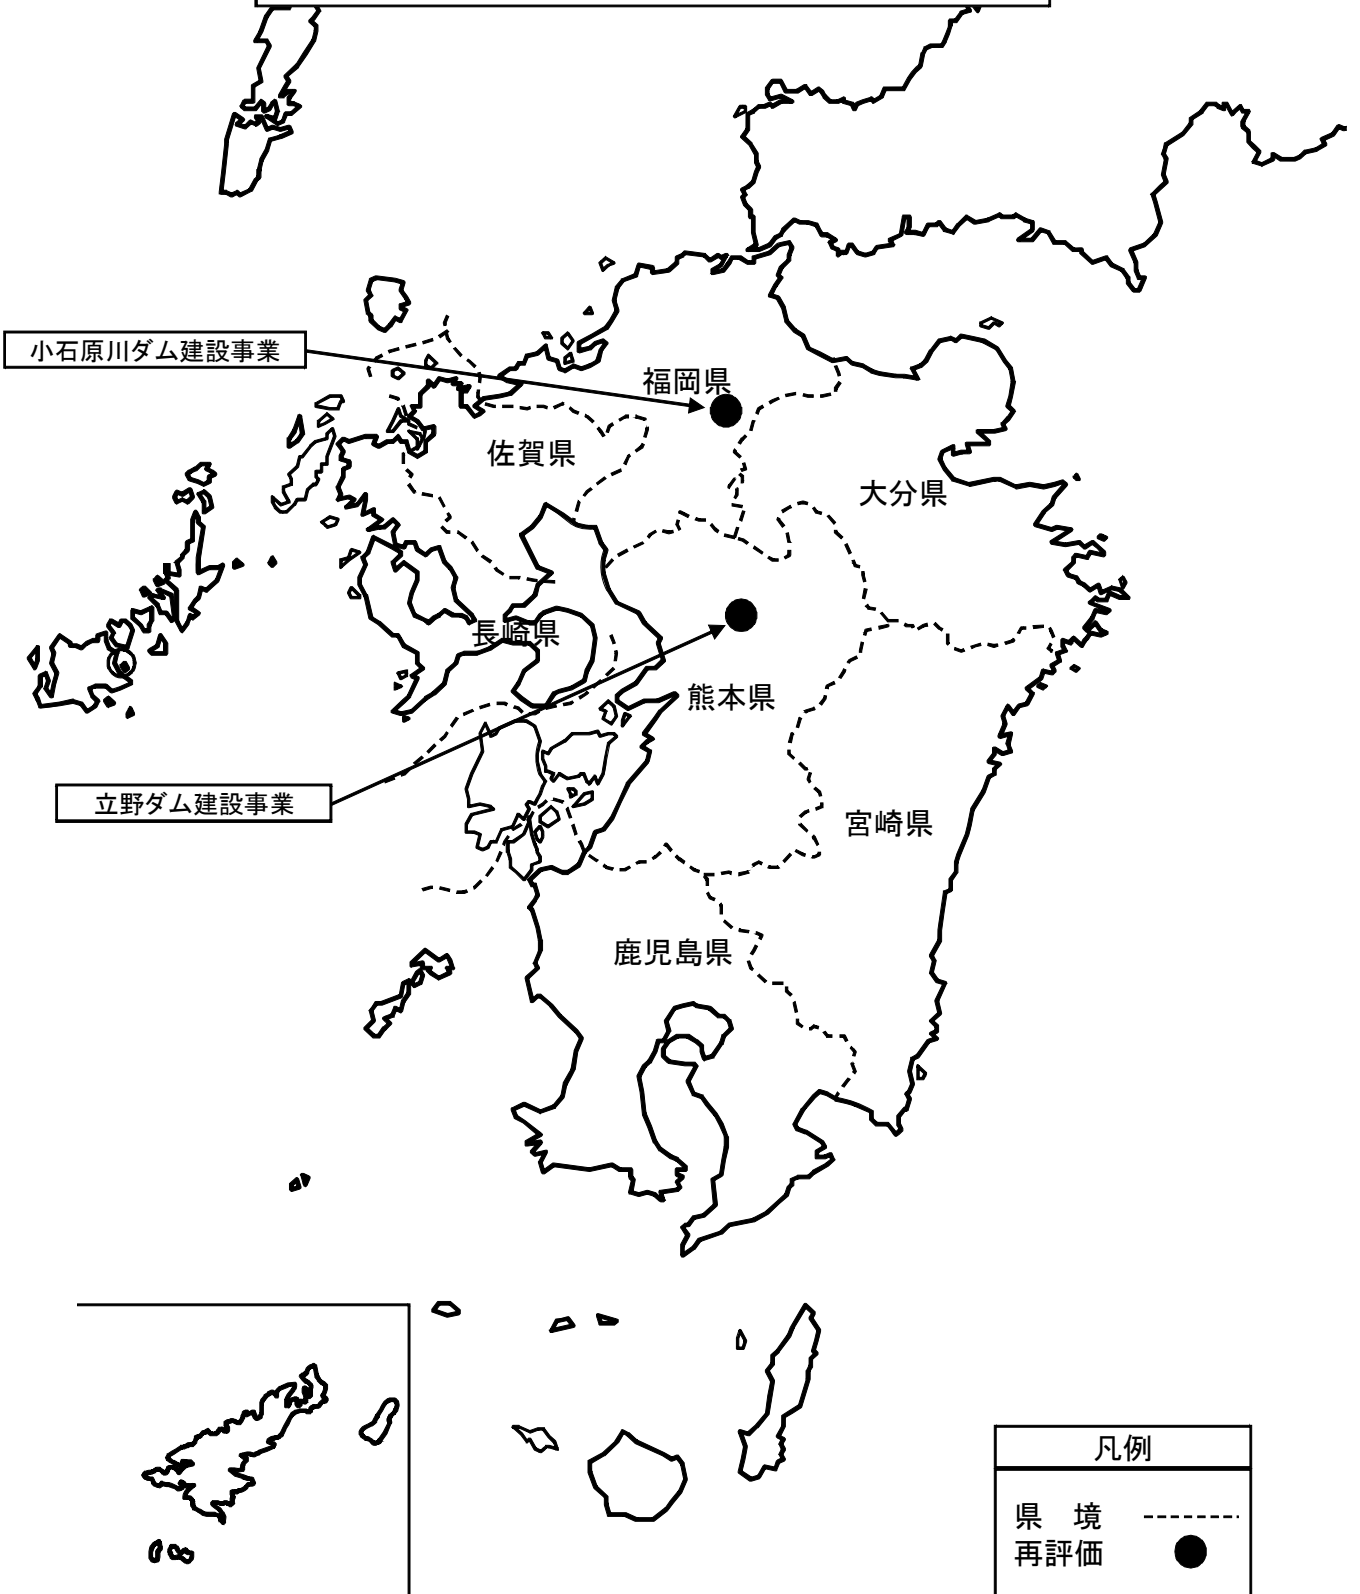 小石原川ダム建設事業
福岡県
佐賀県
大分県
長崎県
熊本県
立野ダム建設事業
宮崎県
鹿児島県
凡例
県　境
再評価